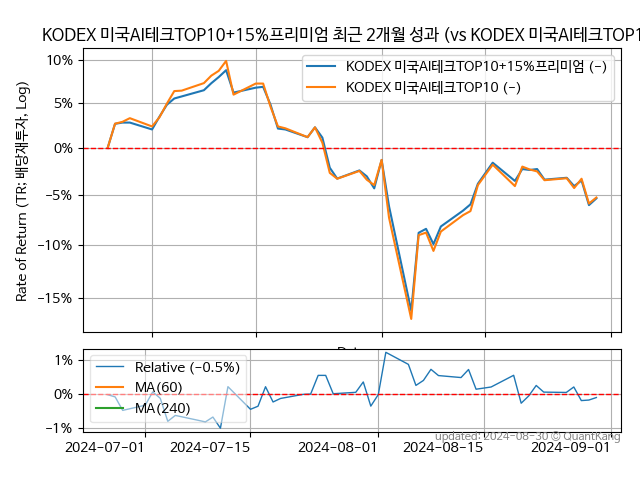 KODEX 미국AI테크TOP10+15%프리미엄 최근 2개월 성과 (vs KODEX 미국AI테크TOP1
10%
5%
0%
−5%
−10%
−15%
Rate of Return (TR: 배당재투자, Log)
KODEX 미국AI테크TOP10+15%프리미엄 (−)
KODEX 미국AI테크TOP10 (−)
1%
0%
−1%
Relative (−0.5%)
MA(60)
MA(240)
updated: 2024-08-30 © QuantKang
2024-07-01
2024-07-15
2024-08-01
2024-08-15
2024-09-01